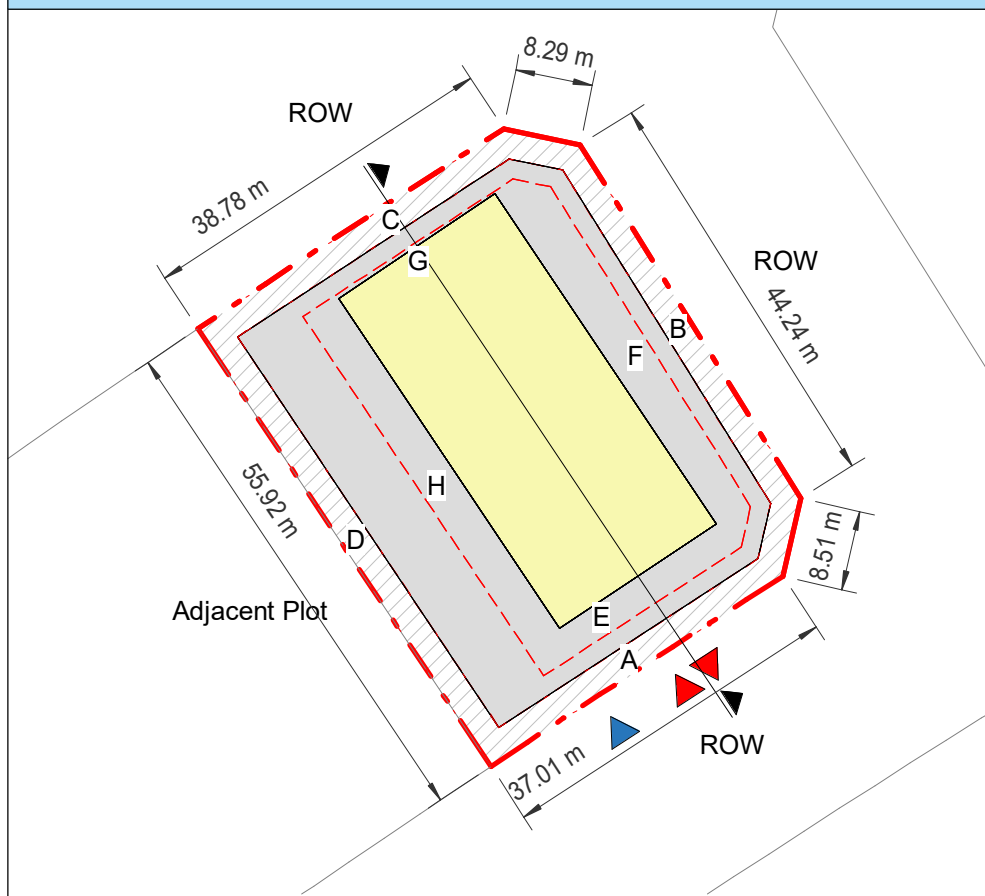 8.29 m
ROW
38.78 m
C
G
ROW
44.24 m
B
F
H
55.92 m
D
8.51 m
Adjacent Plot
E
A
ROW
37.01 m